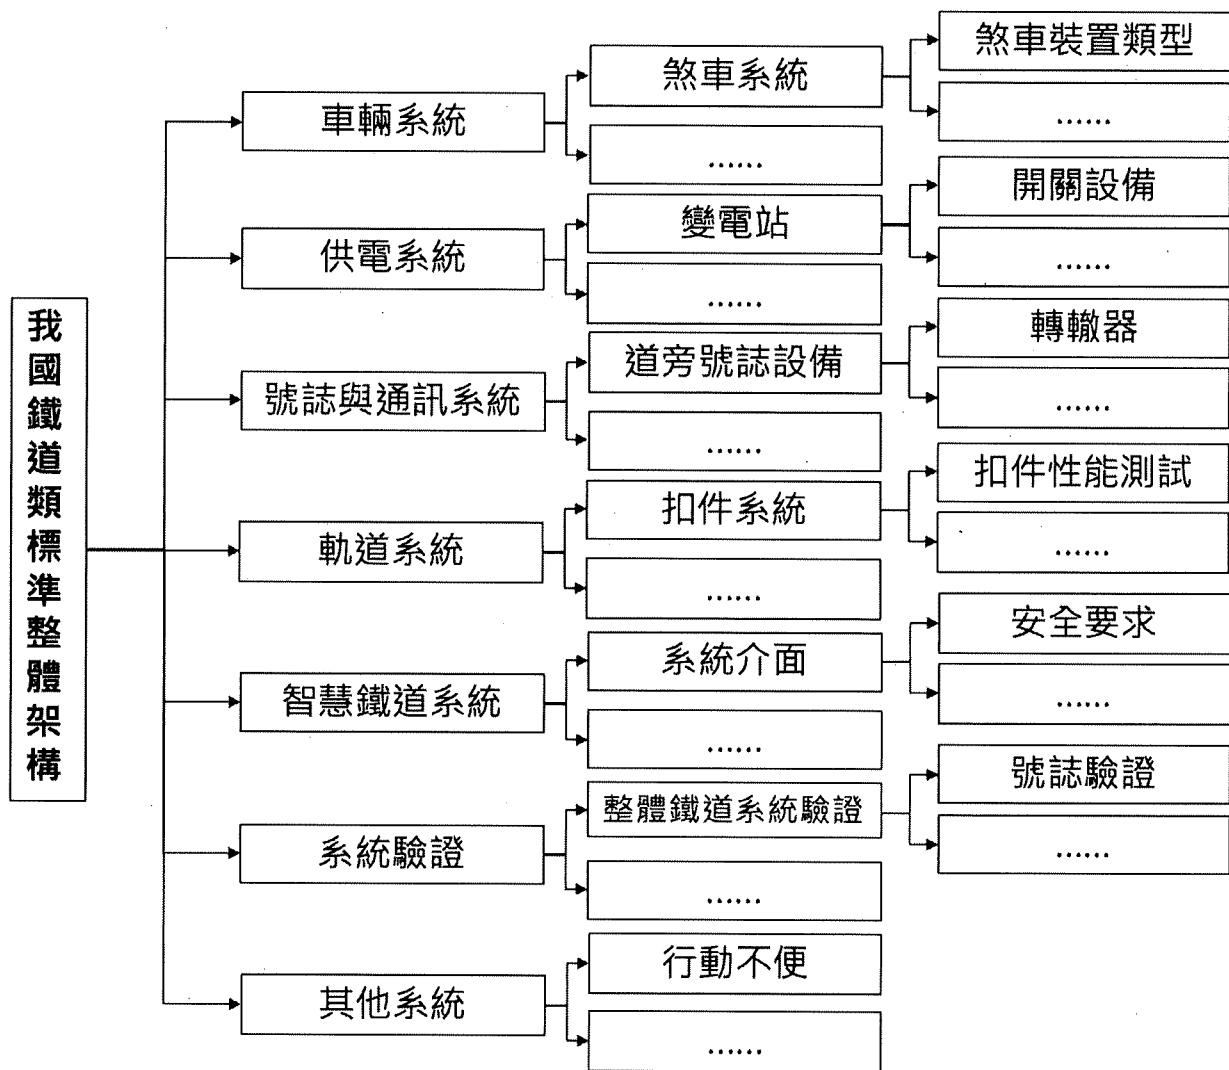 我國鐵道類標準整體架構
車輛系統
煞車系統
煞車裝置類型
......
......
供電系統
變電站
開關設備
......
......
號誌與通訊系統
道旁號誌設備
轉轍器
......
......
軌道系統
扣件系統
扣件性能測試
......
......
智慧鐵道系統
系統介面
安全要求
......
......
系統驗證
整體鐵道系統驗證
號誌驗證
......
......
其他系統
行動不便
......